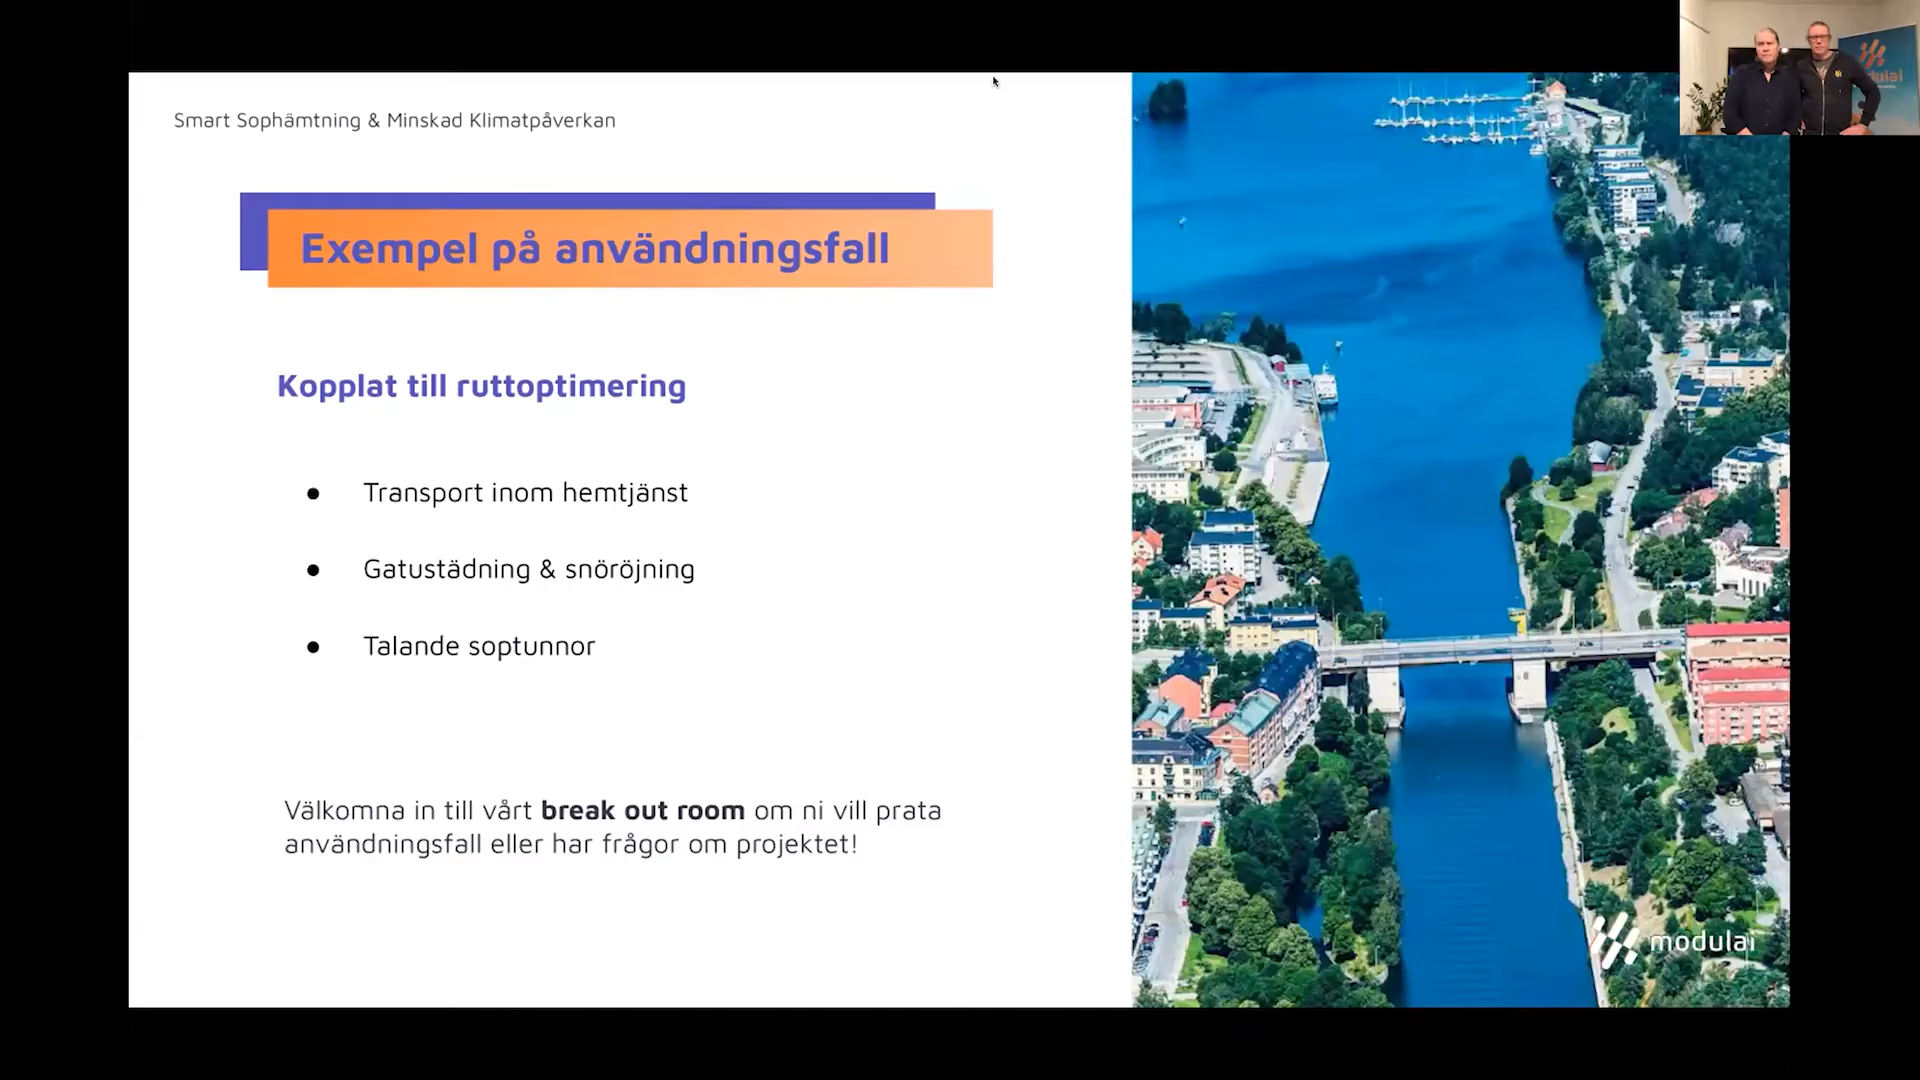 Smart Sophämtning & Minskad Klimatpåverkan
Exempel på användningsfall
Kopplat till ruttoptimering
● Transport inom hemtjänst
● Gatustädning & snöröjning
● Talande soptunnor
Välkomna in till vårt break out room om ni vill prata
användningsfall eller har frågor om projektet!
modulai